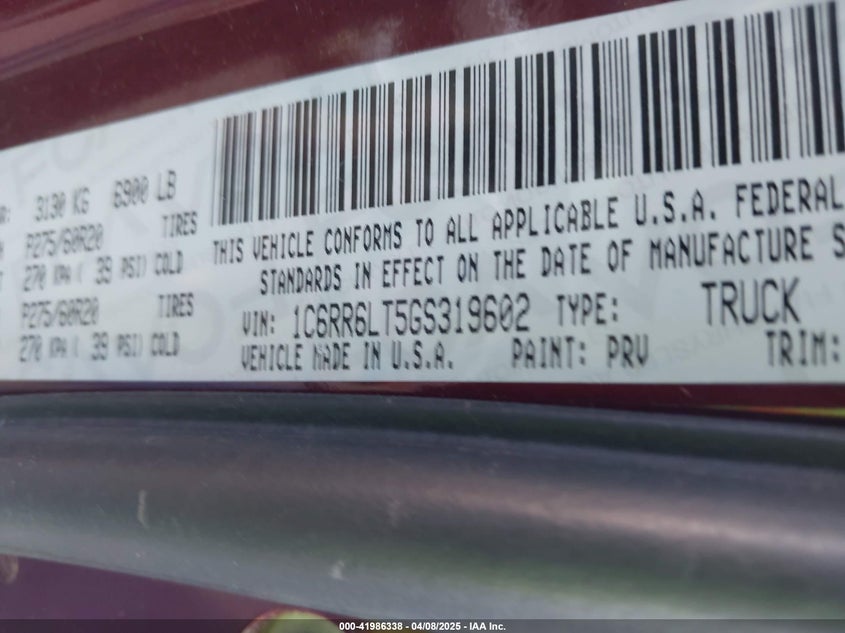 3130 KG 6900 LB
P275/60R20 TIRES
270 KPA ( 39 PSI) COLD
P275/60R20 TIRES
270 KPA ( 39 PSI) COLD
THIS VEHICLE CONFORMS TO ALL APPLICABLE U.S.A. FEDERAL
STANDARDS IN EFFECT ON THE DATE OF MANUFACTURE S
VIN: 1C6RR6LT5GS319602 TYPE: TRUCK
VEHICLE MADE IN U.S.A. PAINT: PRV TRIM:
000-41986338 - 04/08/2025 - IAA Inc.